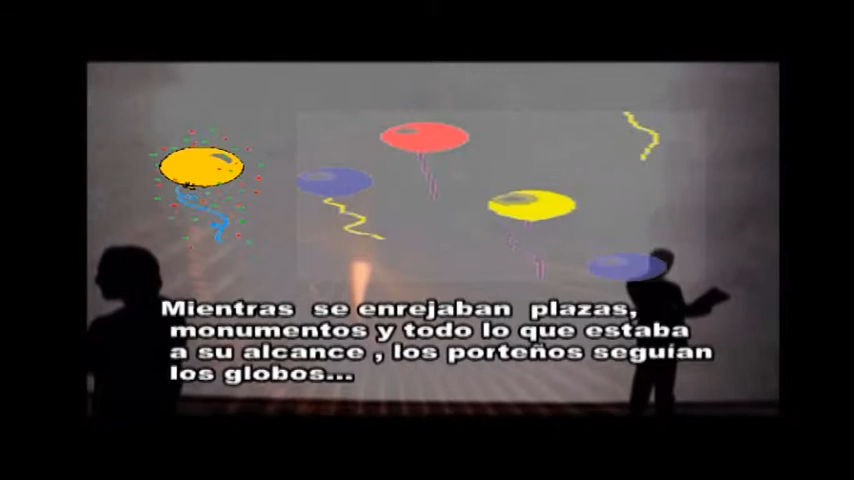 Mientras se enrejaban plazas,
monumentos y todo lo que estaba
a su alcance , los porteños seguían
los globos...